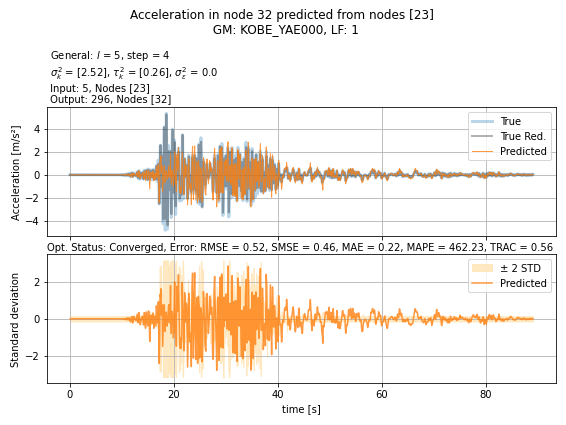 Acceleration in node 32 predicted from nodes [23]
GM: KOBE_YAE000, LF: 1
General: l = 5, step = 4
σ²ₖ = [2.52], τ²ₖ = [0.26], σ²ε = 0.0
Input: 5, Nodes [23]
Output: 296, Nodes [32]
Acceleration [m/s²]
4
2
0
−2
−4
True
True Red.
Predicted
Opt. Status: Converged, Error: RMSE = 0.52, SMSE = 0.46, MAE = 0.22, MAPE = 462.23, TRAC = 0.56
Standard deviation
2
0
−2
± 2 STD
Predicted
0 20 40 60 80
time [s]